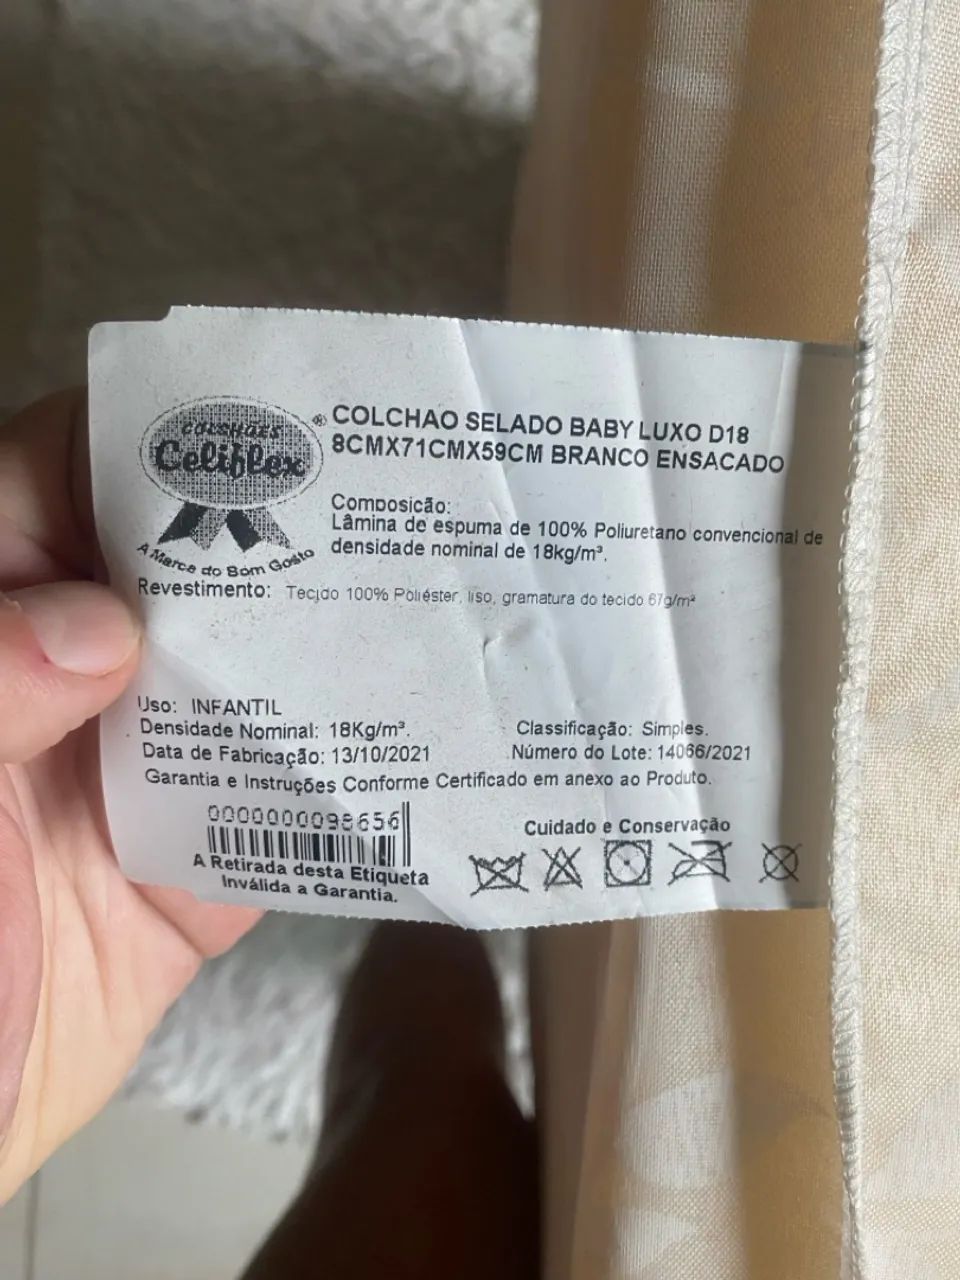 COLCHÕES
Celiflex
®
A Marca do Bom Gosto
COLCHAO SELADO BABY LUXO D18
8CMX71CMX59CM BRANCO ENSACADO
Composição:
Lâmina de espuma de 100% Poliuretano convencional de
densidade nominal de 18kg/m³.
Revestimento: Tecido 100% Poliéster, liso, gramatura do tecido 67g/m²
Uso: INFANTIL
Densidade Nominal: 18Kg/m³.
Classificação: Simples.
Data de Fabricação: 13/10/2021
Número do Lote: 14066/2021
Garantia e Instruções Conforme Certificado em anexo ao Produto.
0000000098656
A Retirada desta Etiqueta
Inválida a Garantia.
Cuidado e Conservação